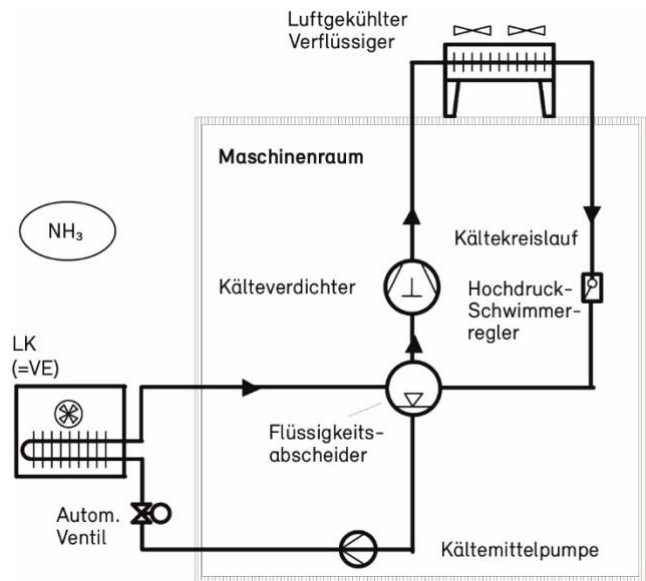 Luftgekühlter
Verflüssiger
Maschinenraum
NH₃
Kältekreislauf
Kälteverdichter
Hochdruck-
Schwimmer-
regler
LK
(=VE)
Flüssigkeits-
abscheider
Autom.
Ventil
Kältemittelpumpe